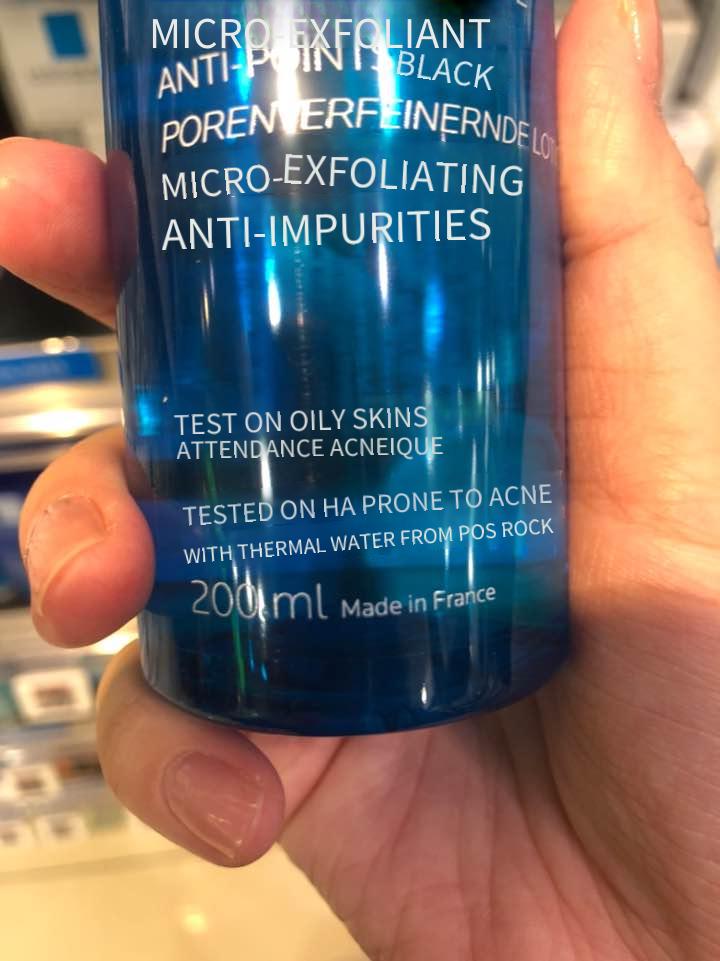 MICRO-EXFOLIANT
ANTI-POINTS BLACK
PORENVERFEINERNDE
MICRO-EXFOLIATING
ANTI-IMPURITIES
TEST ON OILY SKINS
ATTENDANCE ACNEIQUE
TESTED ON HA PRONE TO ACNE
WITH THERMAL WATER FROM POS ROCK
200 ml Made in France